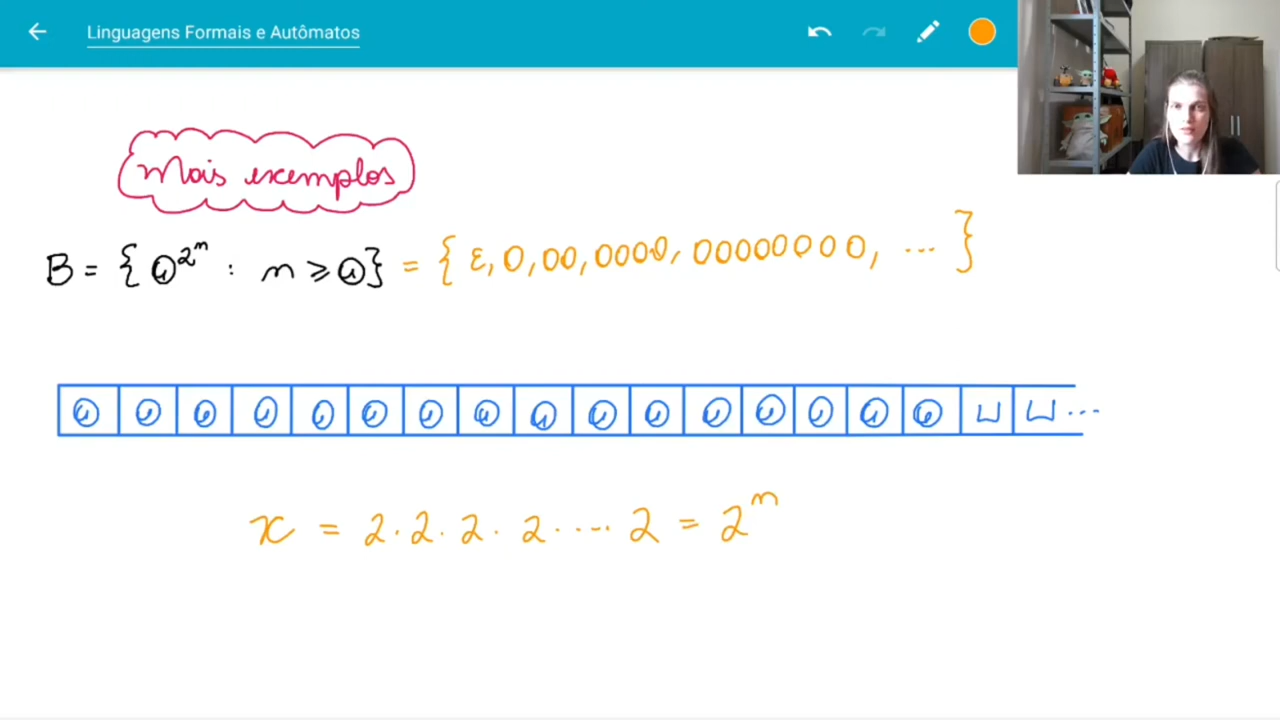 Linguagens Formais e Autômatos
Mais exemplos
B = {0^2^n : n ≥ 0} = {ε, 0, 00, 0000, 00000000, ... }
0 0 0 0 0 0 0 0 0 0 0 0 0 0 0 0 ⊔ ⊔ ...
x = 2·2·2·2·...·2 = 2^n